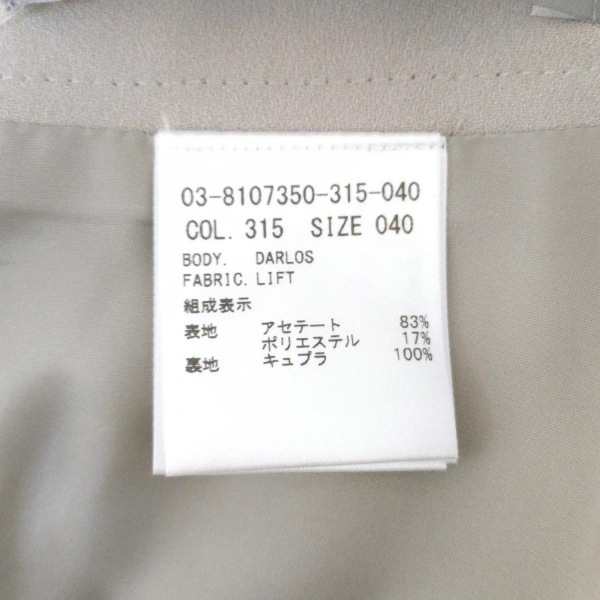 03-8107350-315-040
COL. 315 SIZE 040
BODY. DARLOS
FABRIC. LIFT
組成表示
表地 アセテート 83%
ポリエステル 17%
裏地 キュプラ 100%